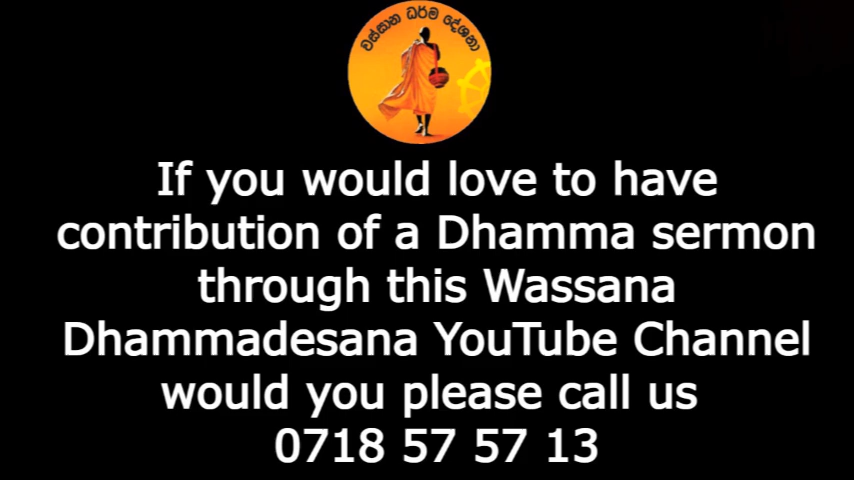 වස්සාන ධර්ම දේශනා
If you would love to have
contribution of a Dhamma sermon
through this Wassana
Dhammadesana YouTube Channel
would you please call us
0718 57 57 13